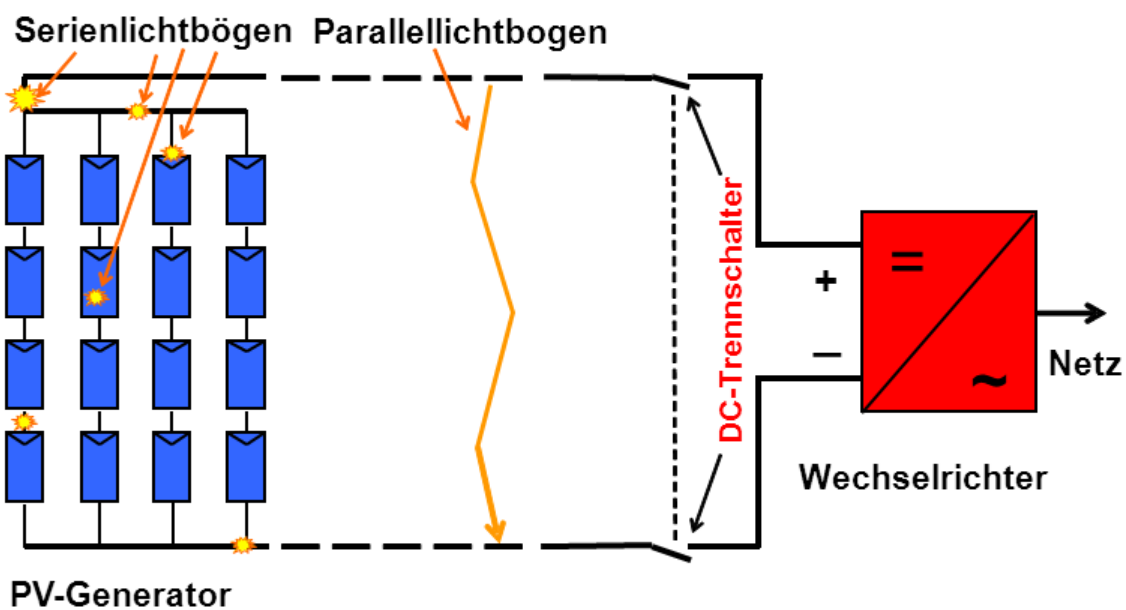 Serienlichtbögen
Parallellichtbogen
DC-Trennschalter
=
+
–
~
Netz
Wechselrichter
PV-Generator